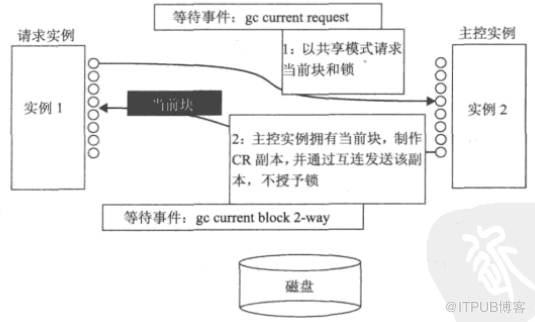 等待事件：gc current request
请求实例
主控实例
1：以共享模式请求
当前块和锁
实例 1
当前块
实例 2
2：主控实例拥有当前块，制作
CR 副本，并通过互连发送该副
本，不授予锁
等待事件：gc current block 2-way
磁盘
@ITPUB博客